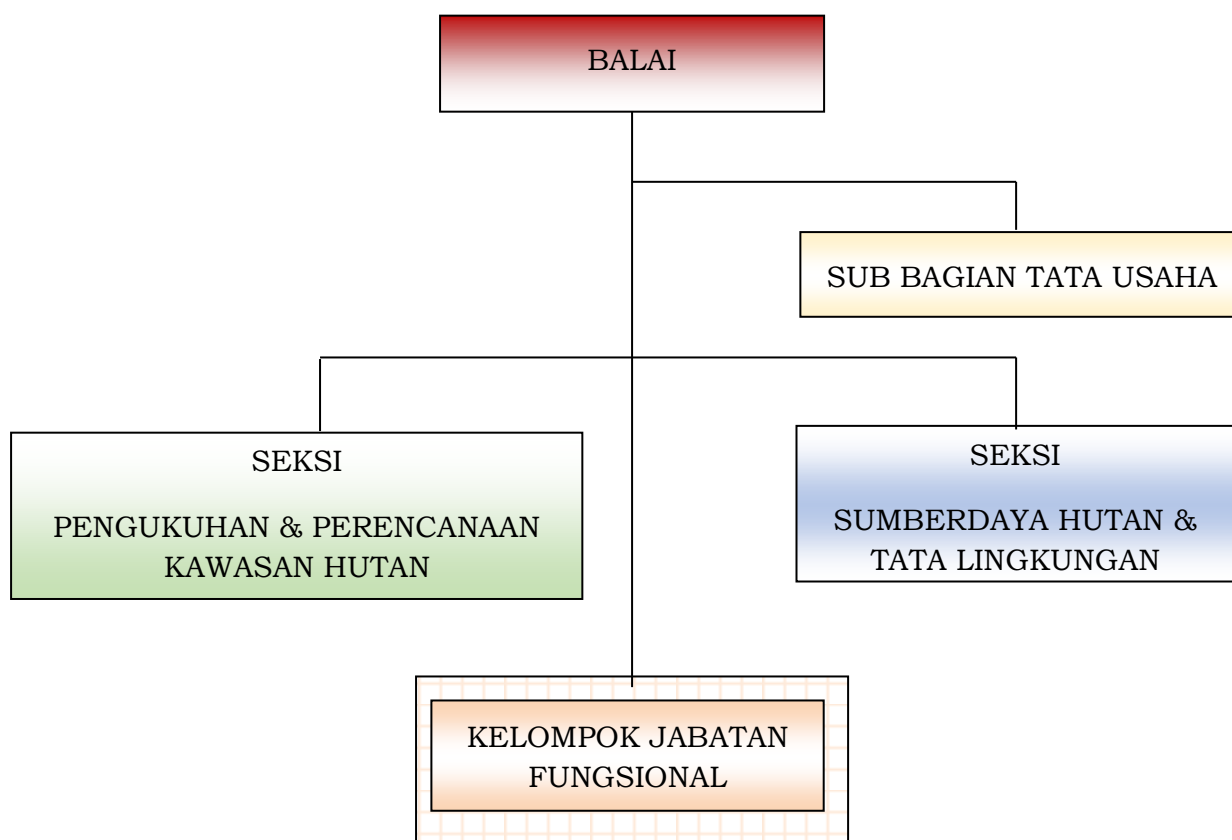 BALAI
SUB BAGIAN TATA USAHA
SEKSI
PENGUKUHAN & PERENCANAAN
KAWASAN HUTAN
SEKSI
SUMBERDAYA HUTAN &
TATA LINGKUNGAN
KELOMPOK JABATAN
FUNGSIONAL